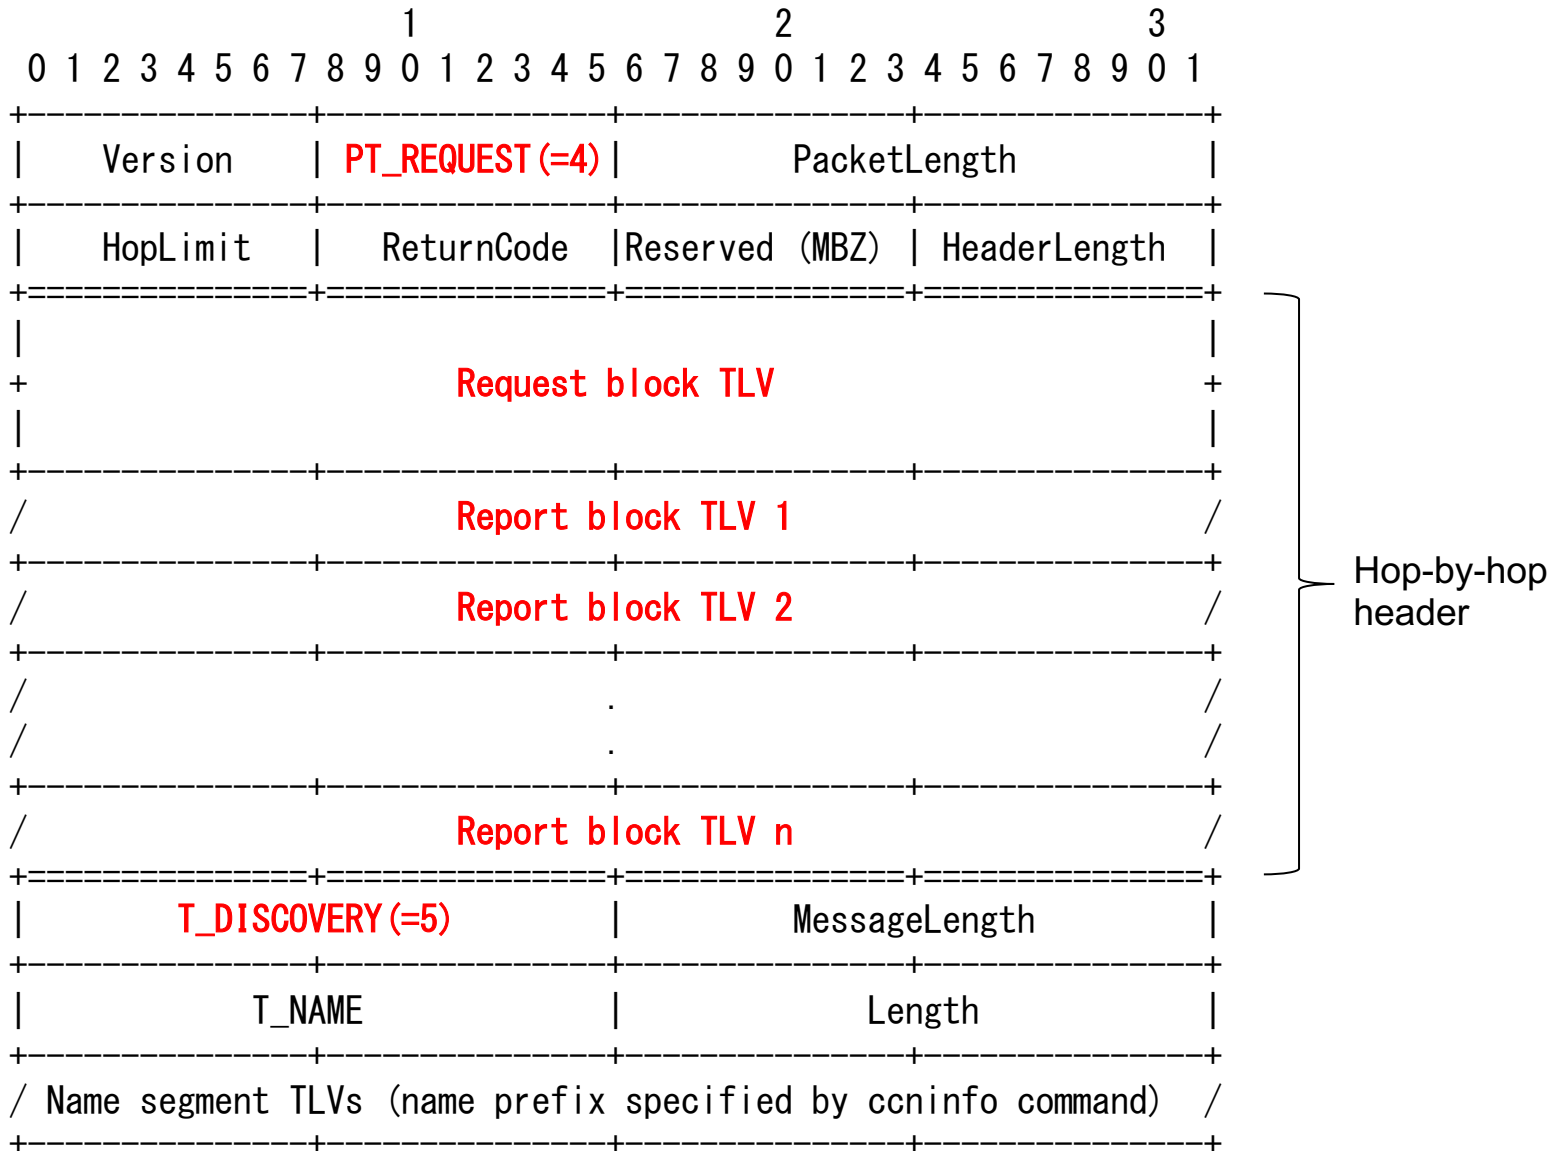 1 2 3
0 1 2 3 4 5 6 7 8 9 0 1 2 3 4 5 6 7 8 9 0 1 2 3 4 5 6 7 8 9 0 1
+---------------+---------------+---------------+---------------+
| Version | PT_REQUEST(=4)| PacketLength |
+---------------+---------------+---------------+---------------+
| HopLimit | ReturnCode |Reserved (MBZ) | HeaderLength |
+===============+===============+===============+===============+
| |
+ Request block TLV +
| |
+---------------+---------------+---------------+---------------+
/ Report block TLV 1 /
+---------------+---------------+---------------+---------------+
/ Report block TLV 2 /
+---------------+---------------+---------------+---------------+
/ . /
/ . /
+---------------+---------------+---------------+---------------+
/ Report block TLV n /
+===============+===============+===============+===============+
| T_DISCOVERY(=5) | MessageLength |
+---------------+---------------+---------------+---------------+
| T_NAME | Length |
+---------------+---------------+---------------+---------------+
/ Name segment TLVs (name prefix specified by ccninfo command) /
+---------------+---------------+---------------+---------------+
Hop-by-hop
header